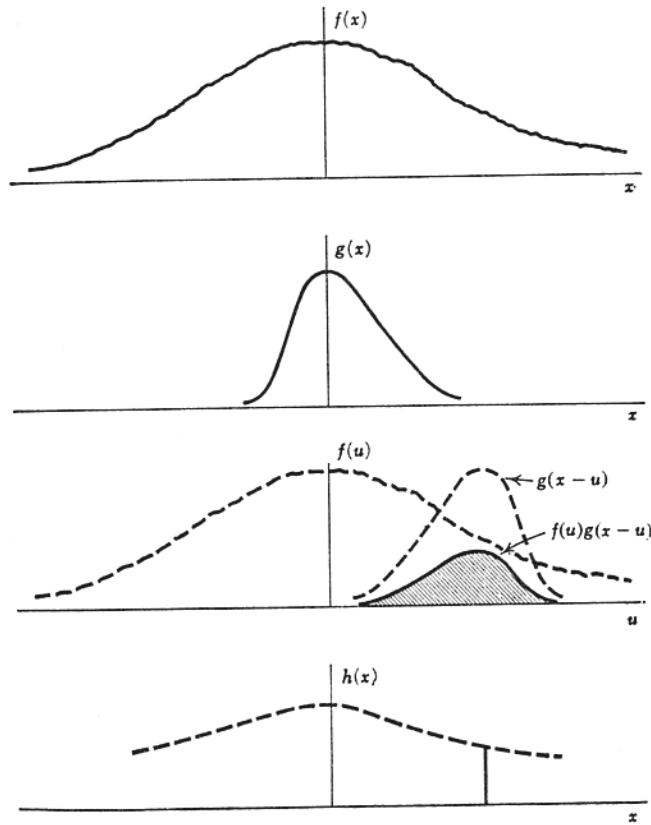 f(x)
x
g(x)
x
f(u)
g(x − u)
f(u)g(x − u)
u
h(x)
x